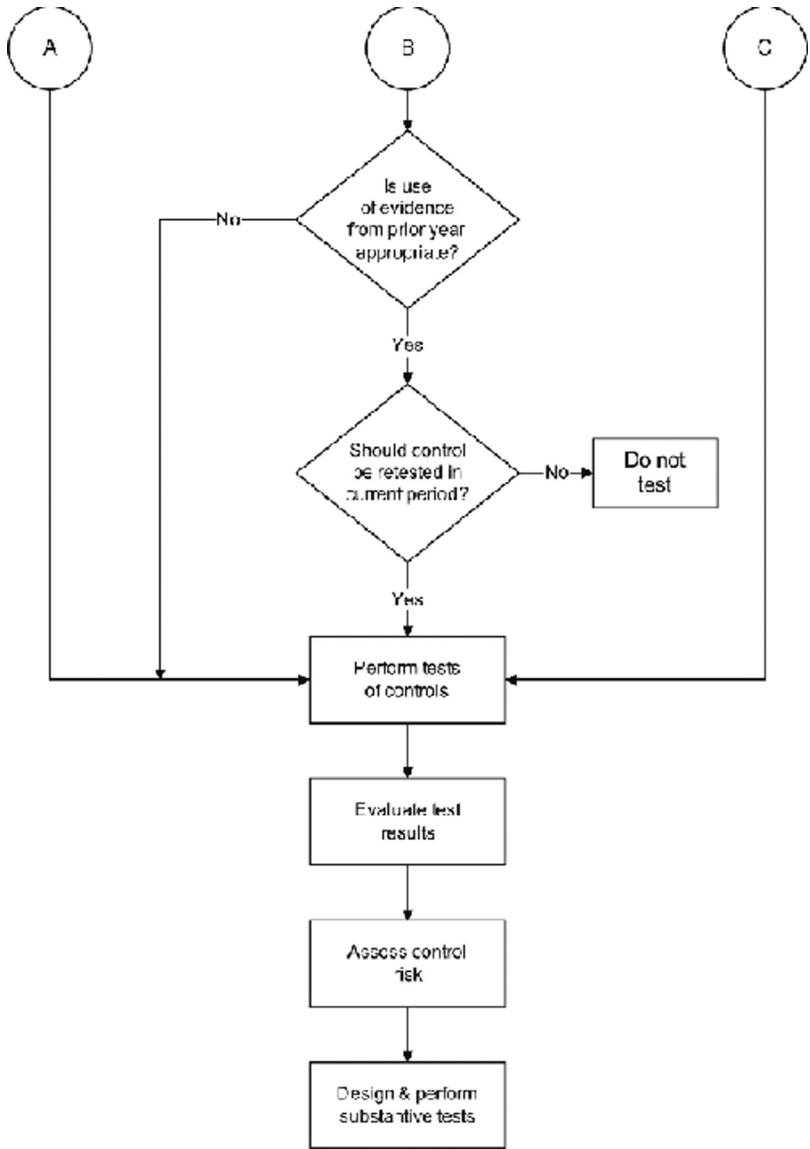 A
B
C
Is use
of evidence
from prior year
appropriate?
No
Yes
Should control
be retested in
current period?
No
Do not
test
Yes
Perform tests
of controls
Evaluate test
results
Assess control
risk
Design & perform
substantive tests